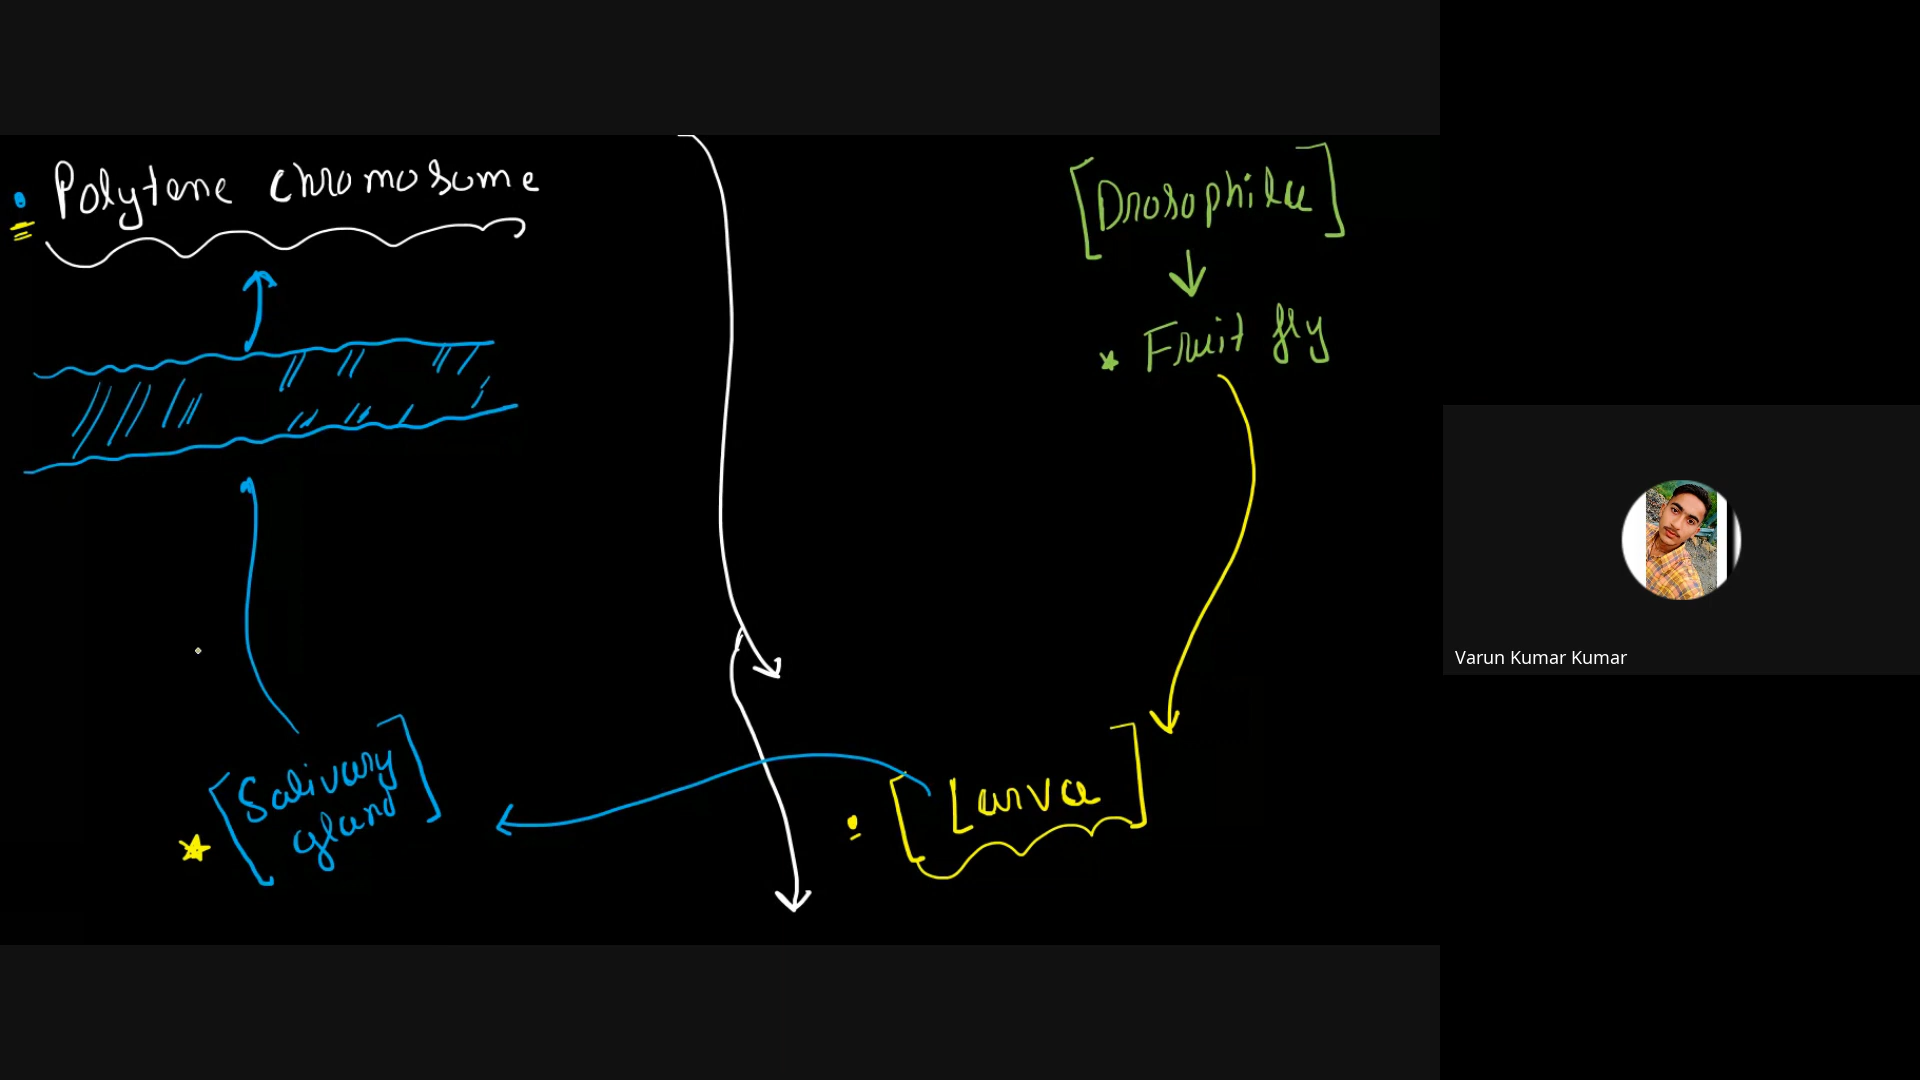 Polytene chromosome
[Drosophila]
Fruit fly
[Larva]
[Salivary
gland]
Varun Kumar Kumar